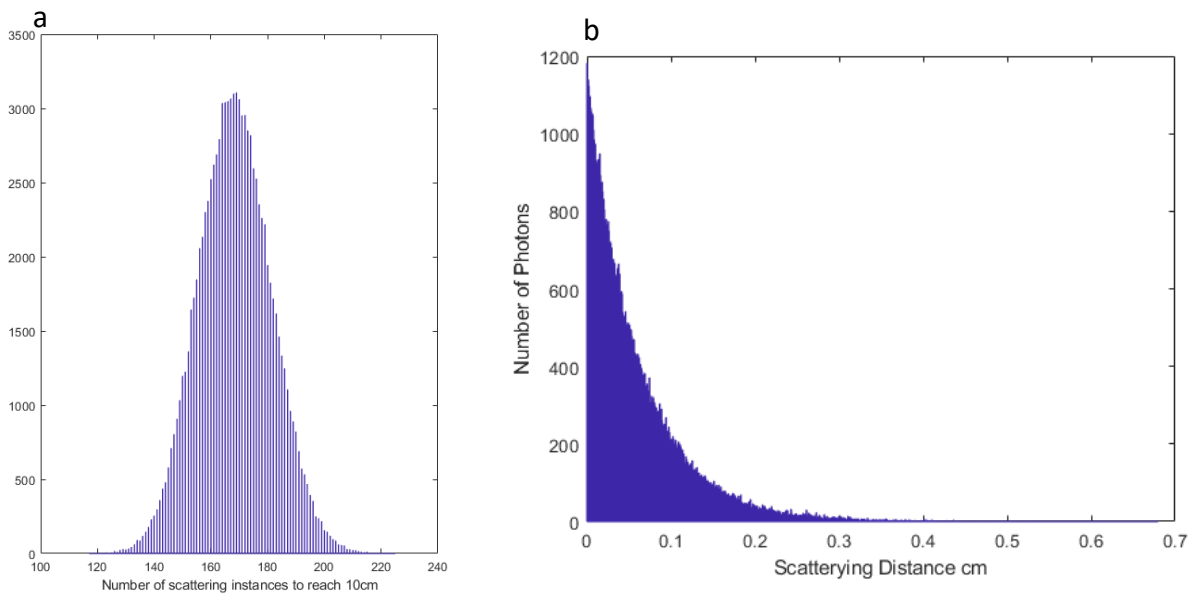 a
3500
3000
2500
2000
1500
1000
500
0
100 120 140 160 180 200 220 240
Number of scattering instances to reach 10cm
b
1200
1000
800
600
400
200
0
Number of Photons
0 0.1 0.2 0.3 0.4 0.5 0.6 0.7
Scatterying Distance cm